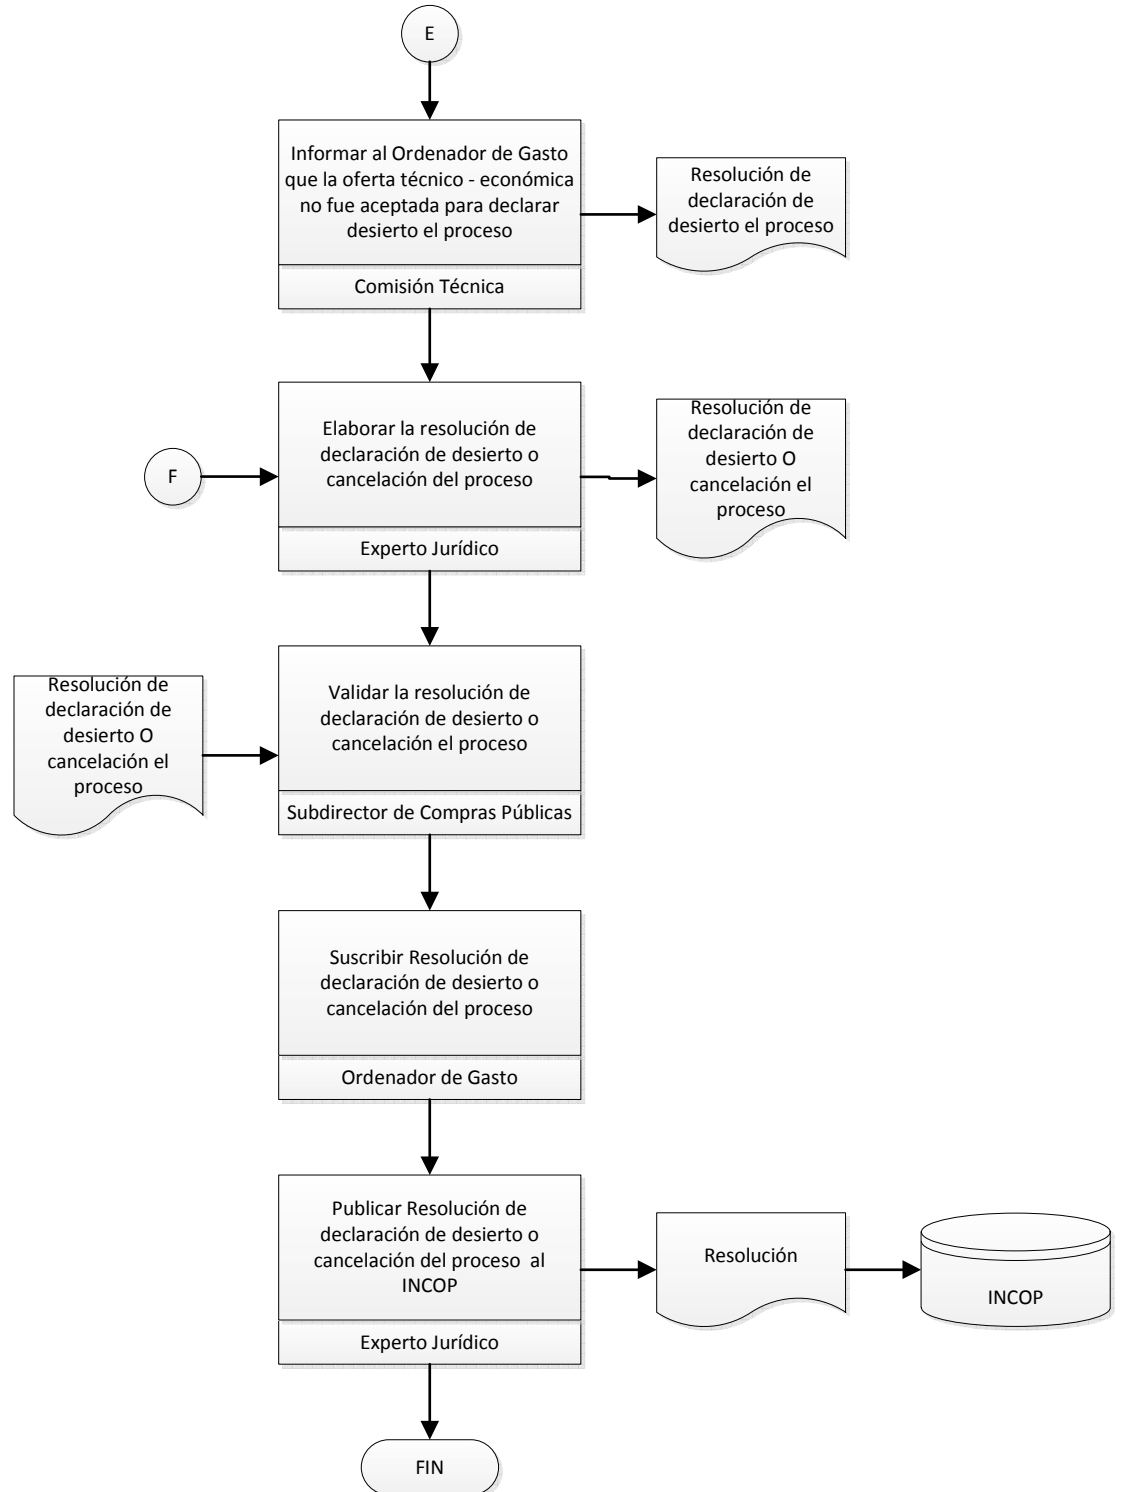 E
Informar al Ordenador de Gasto
que la oferta técnico - económica
no fue aceptada para declarar
desierto el proceso
Comisión Técnica
Resolución de
declaración de
desierto el proceso
Elaborar la resolución de
declaración de desierto o
cancelación del proceso
Experto Jurídico
F
Resolución de
declaración de
desierto O
cancelación el
proceso
Resolución de
declaración de
desierto O
cancelación el
proceso
Validar la resolución de
declaración de desierto o
cancelación el proceso
Subdirector de Compras Públicas
Suscribir Resolución de
declaración de desierto o
cancelación del proceso
Ordenador de Gasto
Publicar Resolución de
declaración de desierto o
cancelación del proceso al
INCOP
Experto Jurídico
Resolución
INCOP
FIN